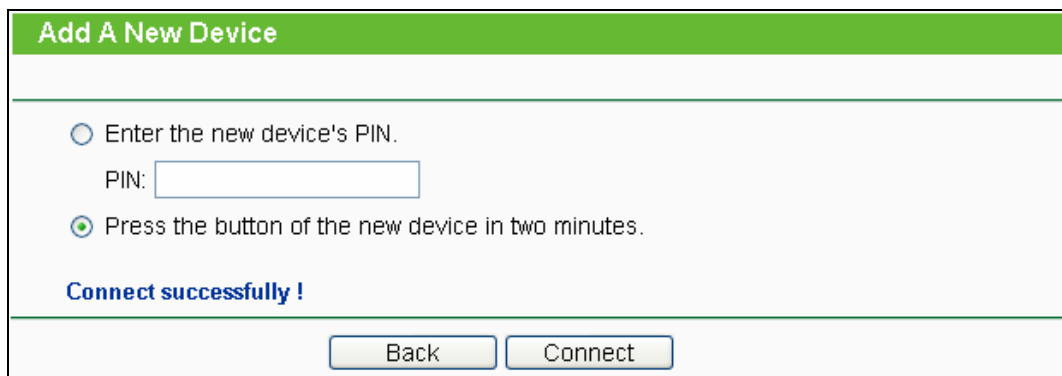 Add A New Device
Enter the new device's PIN.
PIN:
Press the button of the new device in two minutes.
Connect successfully !
Back Connect